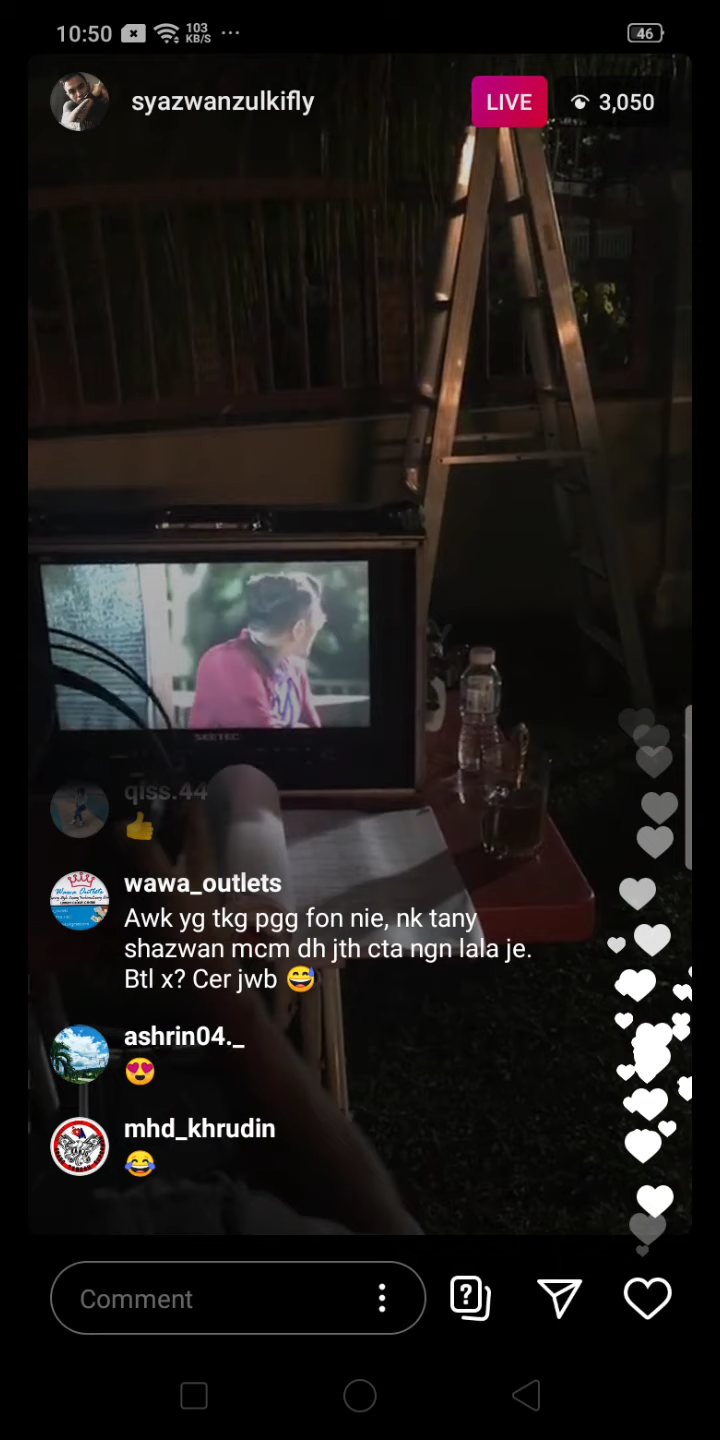 10:50
103
KB/S
46
syazwanzulkifly
LIVE
3,050
SEETEC
qiss.44
👍
wawa_outlets
Awk yg tkg pgg fon nie, nk tany
shazwan mcm dh jth cta ngn lala je.
Btl x? Cer jwb 😅
ashrin04._
😍
mhd_khrudin
😂
Comment